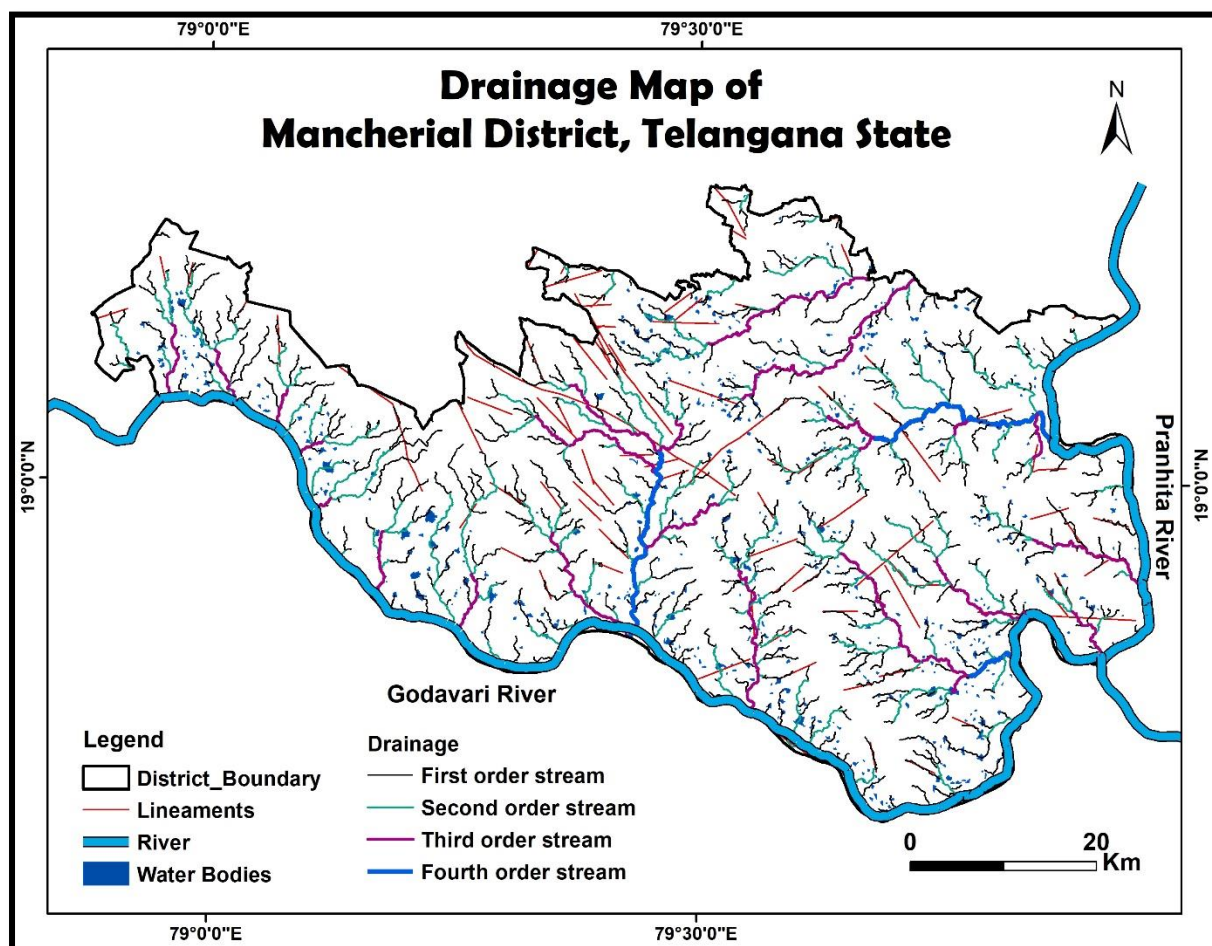 79°0'0"E
79°30'0"E
Drainage Map of
Mancherial District, Telangana State
N
19°0'0"N
19°0'0"N
Pranhita River
Godavari River
Legend
District_Boundary
Lineaments
River
Water Bodies
Drainage
First order stream
Second order stream
Third order stream
Fourth order stream
0 20
Km
79°0'0"E
79°30'0"E